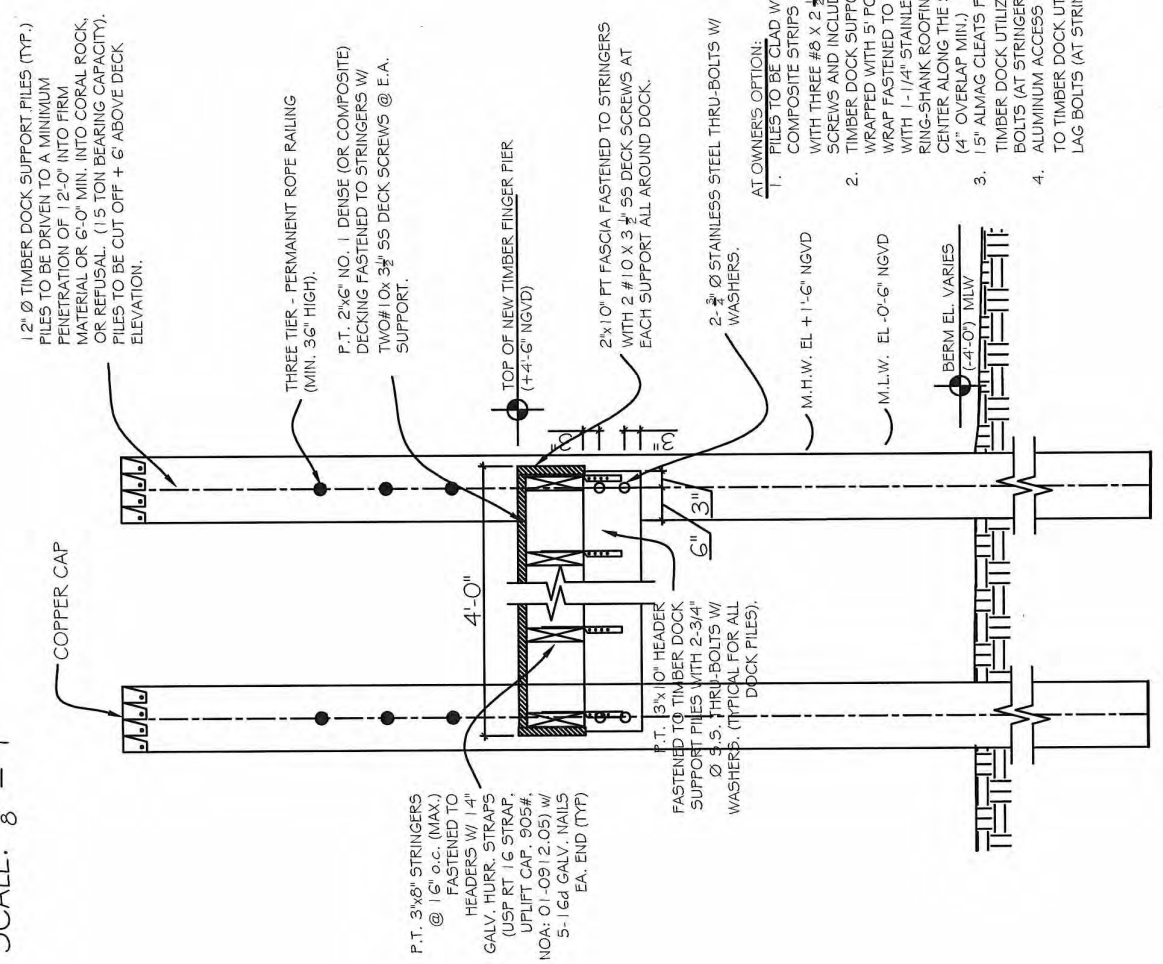 COPPER CAP
12" Ø TIMBER DOCK SUPPORT PILES (TYP.)
PILES TO BE DRIVEN TO A MINIMUM
PENETRATION OF 12'-0" INTO FIRM
MATERIAL OR 6'-0" MIN. INTO CORAL ROCK,
OR REFUSAL. (15 TON BEARING CAPACITY).
PILES TO BE CUT OFF + 6' ABOVE DECK
ELEVATION.
THREE TIER - PERMANENT ROPE RAILING
(MIN. 36" HIGH).
P.T. 2"x6" NO. 1 DENSE (OR COMPOSITE)
DECKING FASTENED TO STRINGERS W/
TWO#10x 3½" SS DECK SCREWS @ E.A.
SUPPORT.
TOP OF NEW TIMBER FINGER PIER
(+4'-6" NGVD)
4'-0"
3"
3"
2"x10" PT FASCIA FASTENED TO STRINGERS
WITH 2 #10 X 3½" SS DECK SCREWS AT
EACH SUPPORT ALL AROUND DOCK.
2-¾" Ø STAINLESS STEEL THRU-BOLTS W/
WASHERS.
6"
3"
P.T. 3"x8" STRINGERS
@ 16" o.c. (MAX.)
FASTENED TO
HEADERS W/ 14"
GALV. HURR. STRAPS
(USP RT 16 STRAP,
UPLIFT CAP. 905#,
NOA: 01-0912.05) W/
5-16d GALV. NAILS
EA. END (TYP)
P.T. 3"x10" HEADER
FASTENED TO TIMBER DOCK
SUPPORT PILES WITH 2-3/4"
Ø S.S. THRU-BOLTS W/
WASHERS. (TYPICAL FOR ALL
DOCK PILES).
M.H.W. EL +1'-6" NGVD
M.L.W. EL -0'-6" NGVD
BERM EL. VARIES
(-4'-0") MLW
AT OWNER'S OPTION:
1. PILES TO BE CLAD
COMPOSITE STRIPS
WITH THREE #8 X 2
SCREWS AND
TIMBER DOCK
2. WRAPPED WITH 5'
WRAP FASTENED TO
WITH 1-1/4"
RING-SHANK
CENTER ALONG THE
(4" OVERLAP MIN.)
3. 15" ALMAG CLEATS
TIMBER DOCK
BOLTS (AT
4. ALUMINUM ACCESS
TO TIMBER DOCK
LAG BOLTS (AT